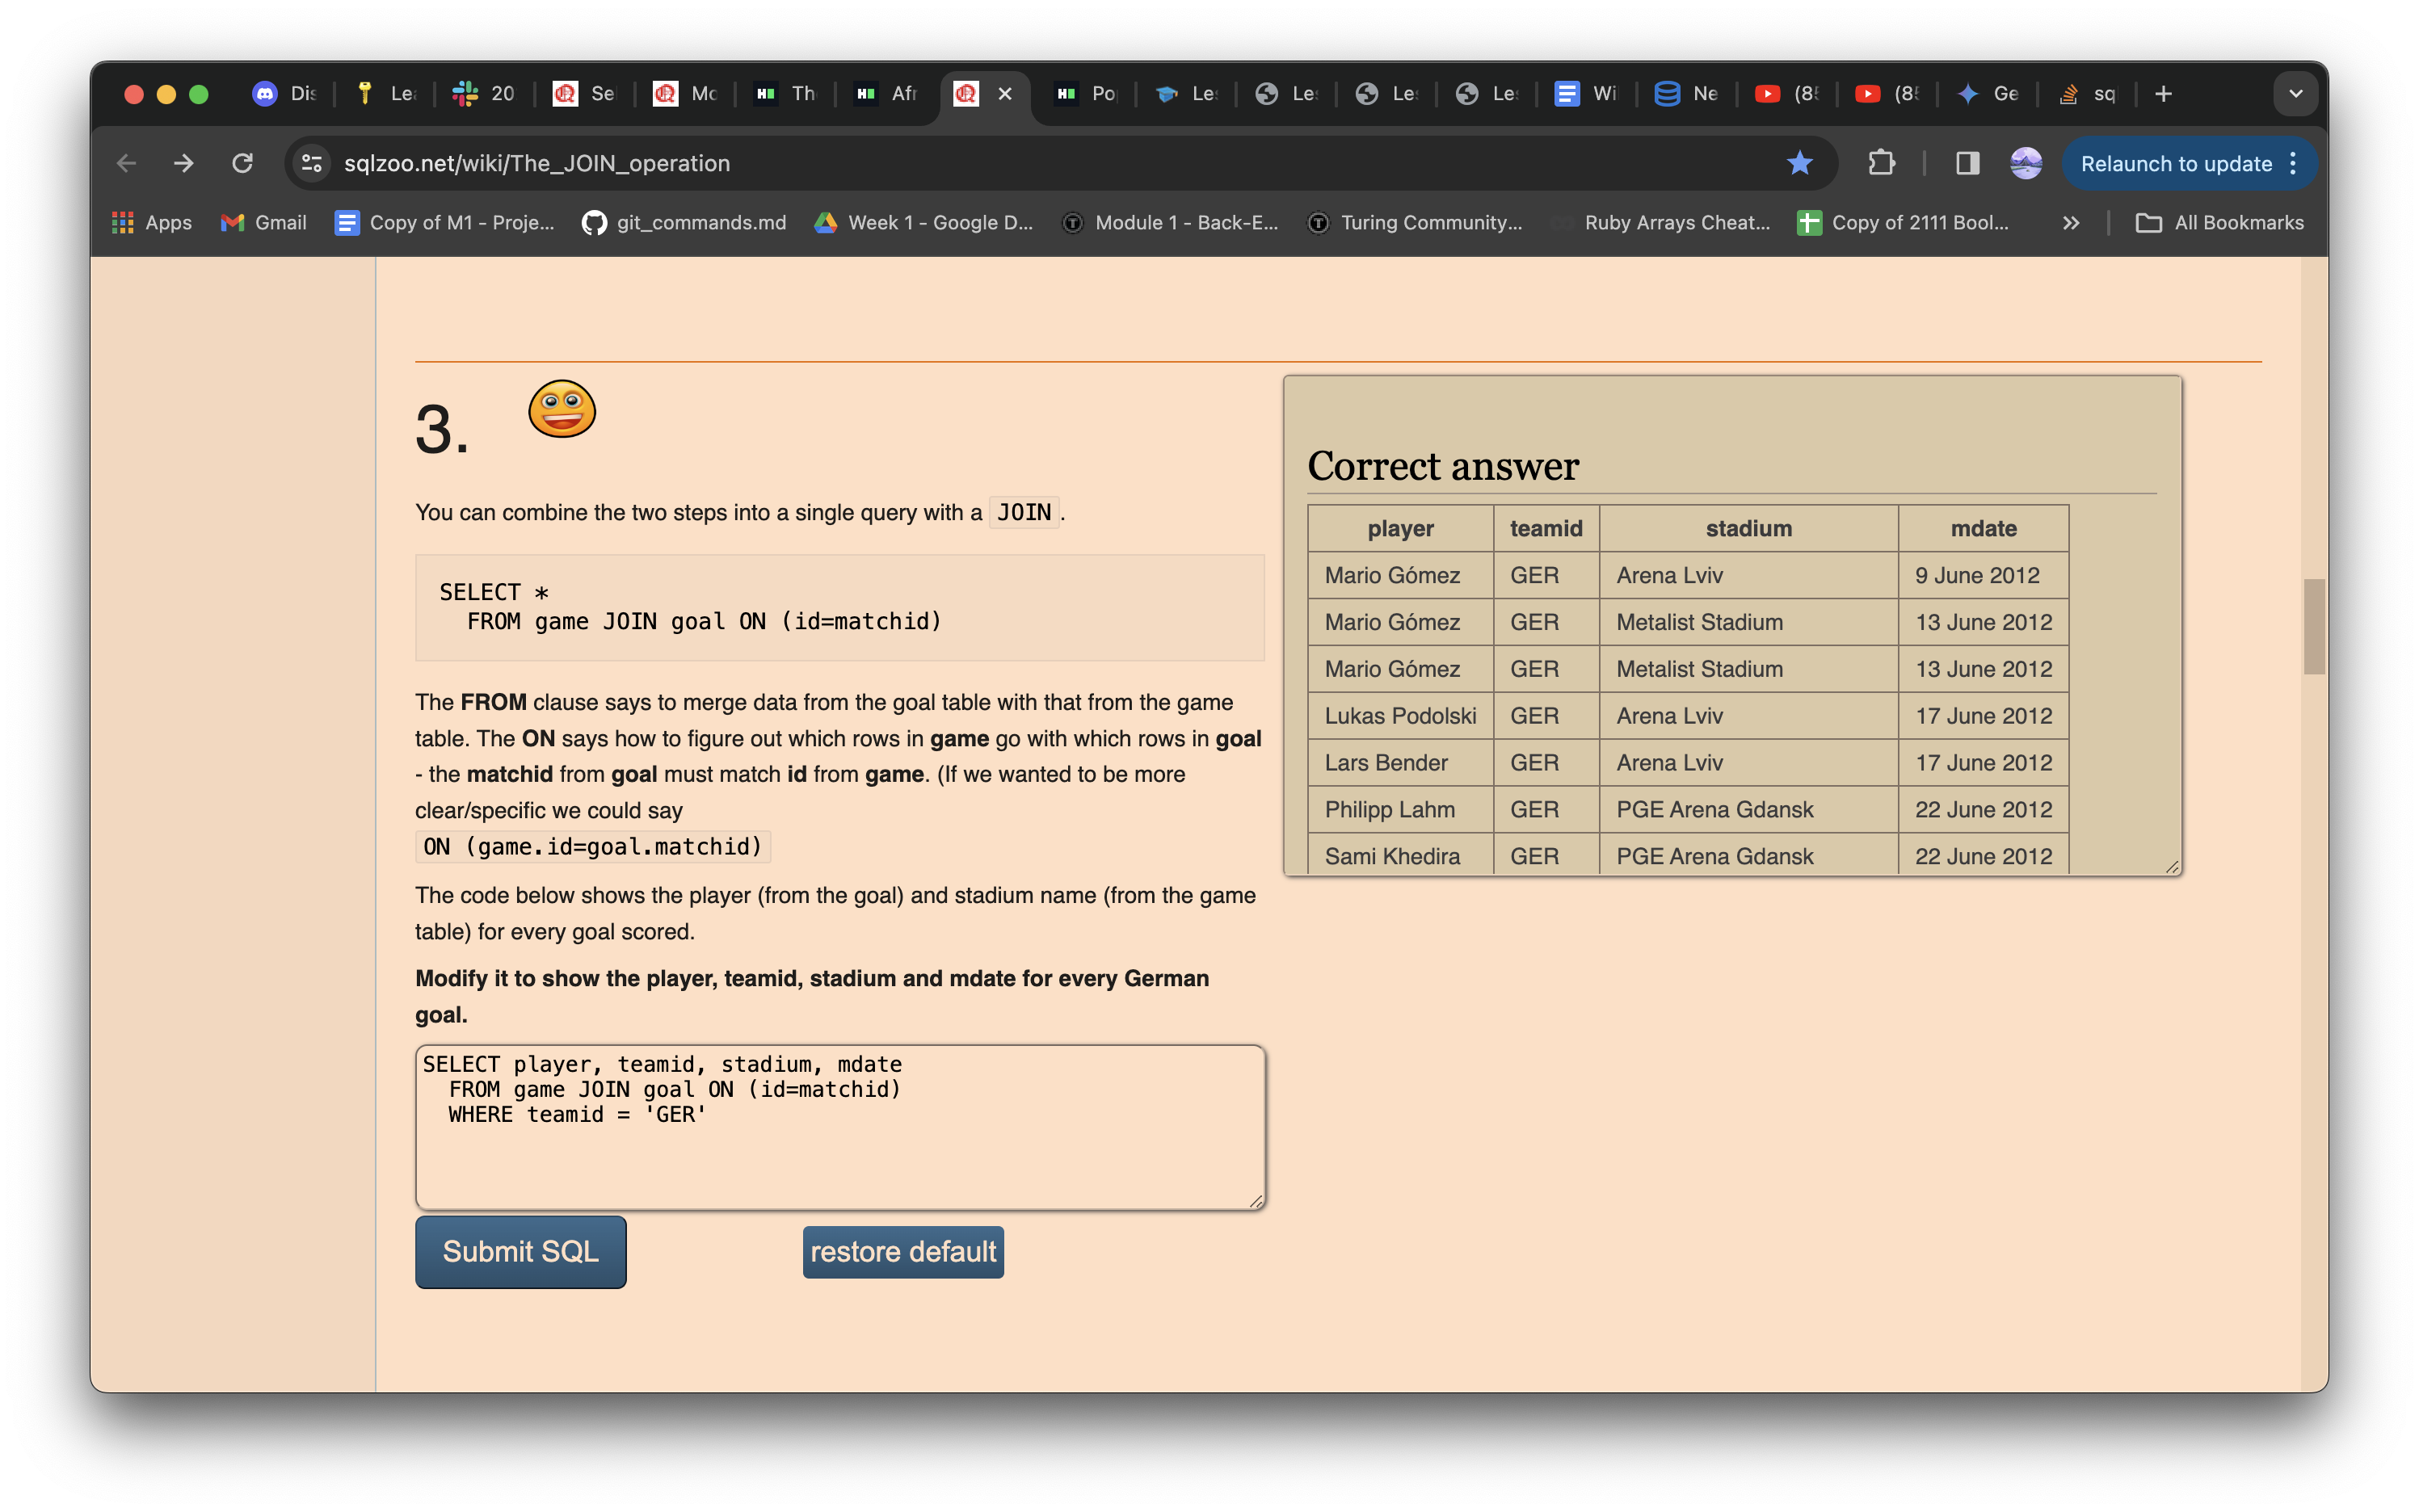 Dis
Le
20
Se
Mo
Th
Afr
Po
Le
Le
Le
Le
Wi
Ne
(8
(8
Ge
sq
sqlzoo.net/wiki/The_JOIN_operation
Relaunch to update
Apps
Gmail
Copy of M1 - Proje...
git_commands.md
Week 1 - Google D...
Module 1 - Back-E...
Turing Community...
Ruby Arrays Cheat...
Copy of 2111 Bool...
All Bookmarks
3.
You can combine the two steps into a single query with a JOIN.
SELECT *
FROM game JOIN goal ON (id=matchid)
The FROM clause says to merge data from the goal table with that from the game
table. The ON says how to figure out which rows in game go with which rows in goal
- the matchid from goal must match id from game. (If we wanted to be more
clear/specific we could say
ON (game.id=goal.matchid)
The code below shows the player (from the goal) and stadium name (from the game
table) for every goal scored.
Modify it to show the player, teamid, stadium and mdate for every German
goal.
SELECT player, teamid, stadium, mdate
FROM game JOIN goal ON (id=matchid)
WHERE teamid = 'GER'
Submit SQL
restore default
Correct answer
player teamid stadium mdate
Mario Gómez GER Arena Lviv 9 June 2012
Mario Gómez GER Metalist Stadium 13 June 2012
Mario Gómez GER Metalist Stadium 13 June 2012
Lukas Podolski GER Arena Lviv 17 June 2012
Lars Bender GER Arena Lviv 17 June 2012
Philipp Lahm GER PGE Arena Gdansk 22 June 2012
Sami Khedira GER PGE Arena Gdansk 22 June 2012